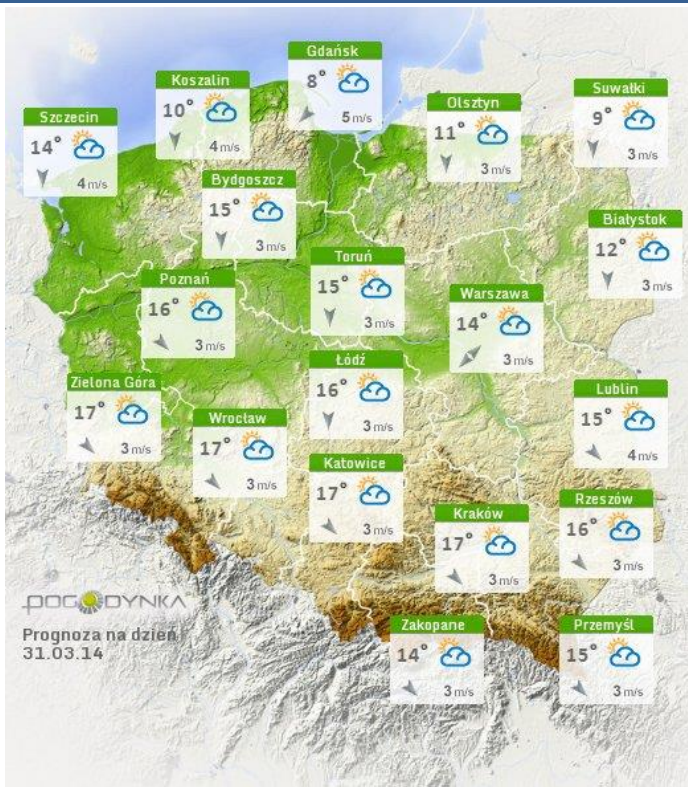 Gdańsk
8°
5 m/s
Koszalin
10°
4 m/s
Suwałki
9°
3 m/s
Olsztyn
11°
3 m/s
Szczecin
14°
4 m/s
Bydgoszcz
15°
3 m/s
Białystok
12°
3 m/s
Toruń
15°
3 m/s
Poznań
16°
3 m/s
Warszawa
14°
3 m/s
Łódź
16°
3 m/s
Zielona Góra
17°
3 m/s
Lublin
15°
4 m/s
Wrocław
17°
3 m/s
Katowice
17°
3 m/s
Rzeszów
16°
3 m/s
Kraków
17°
3 m/s
POGODYNKA
Prognoza na dzień
31.03.14
Zakopane
14°
3 m/s
Przemyśl
15°
3 m/s